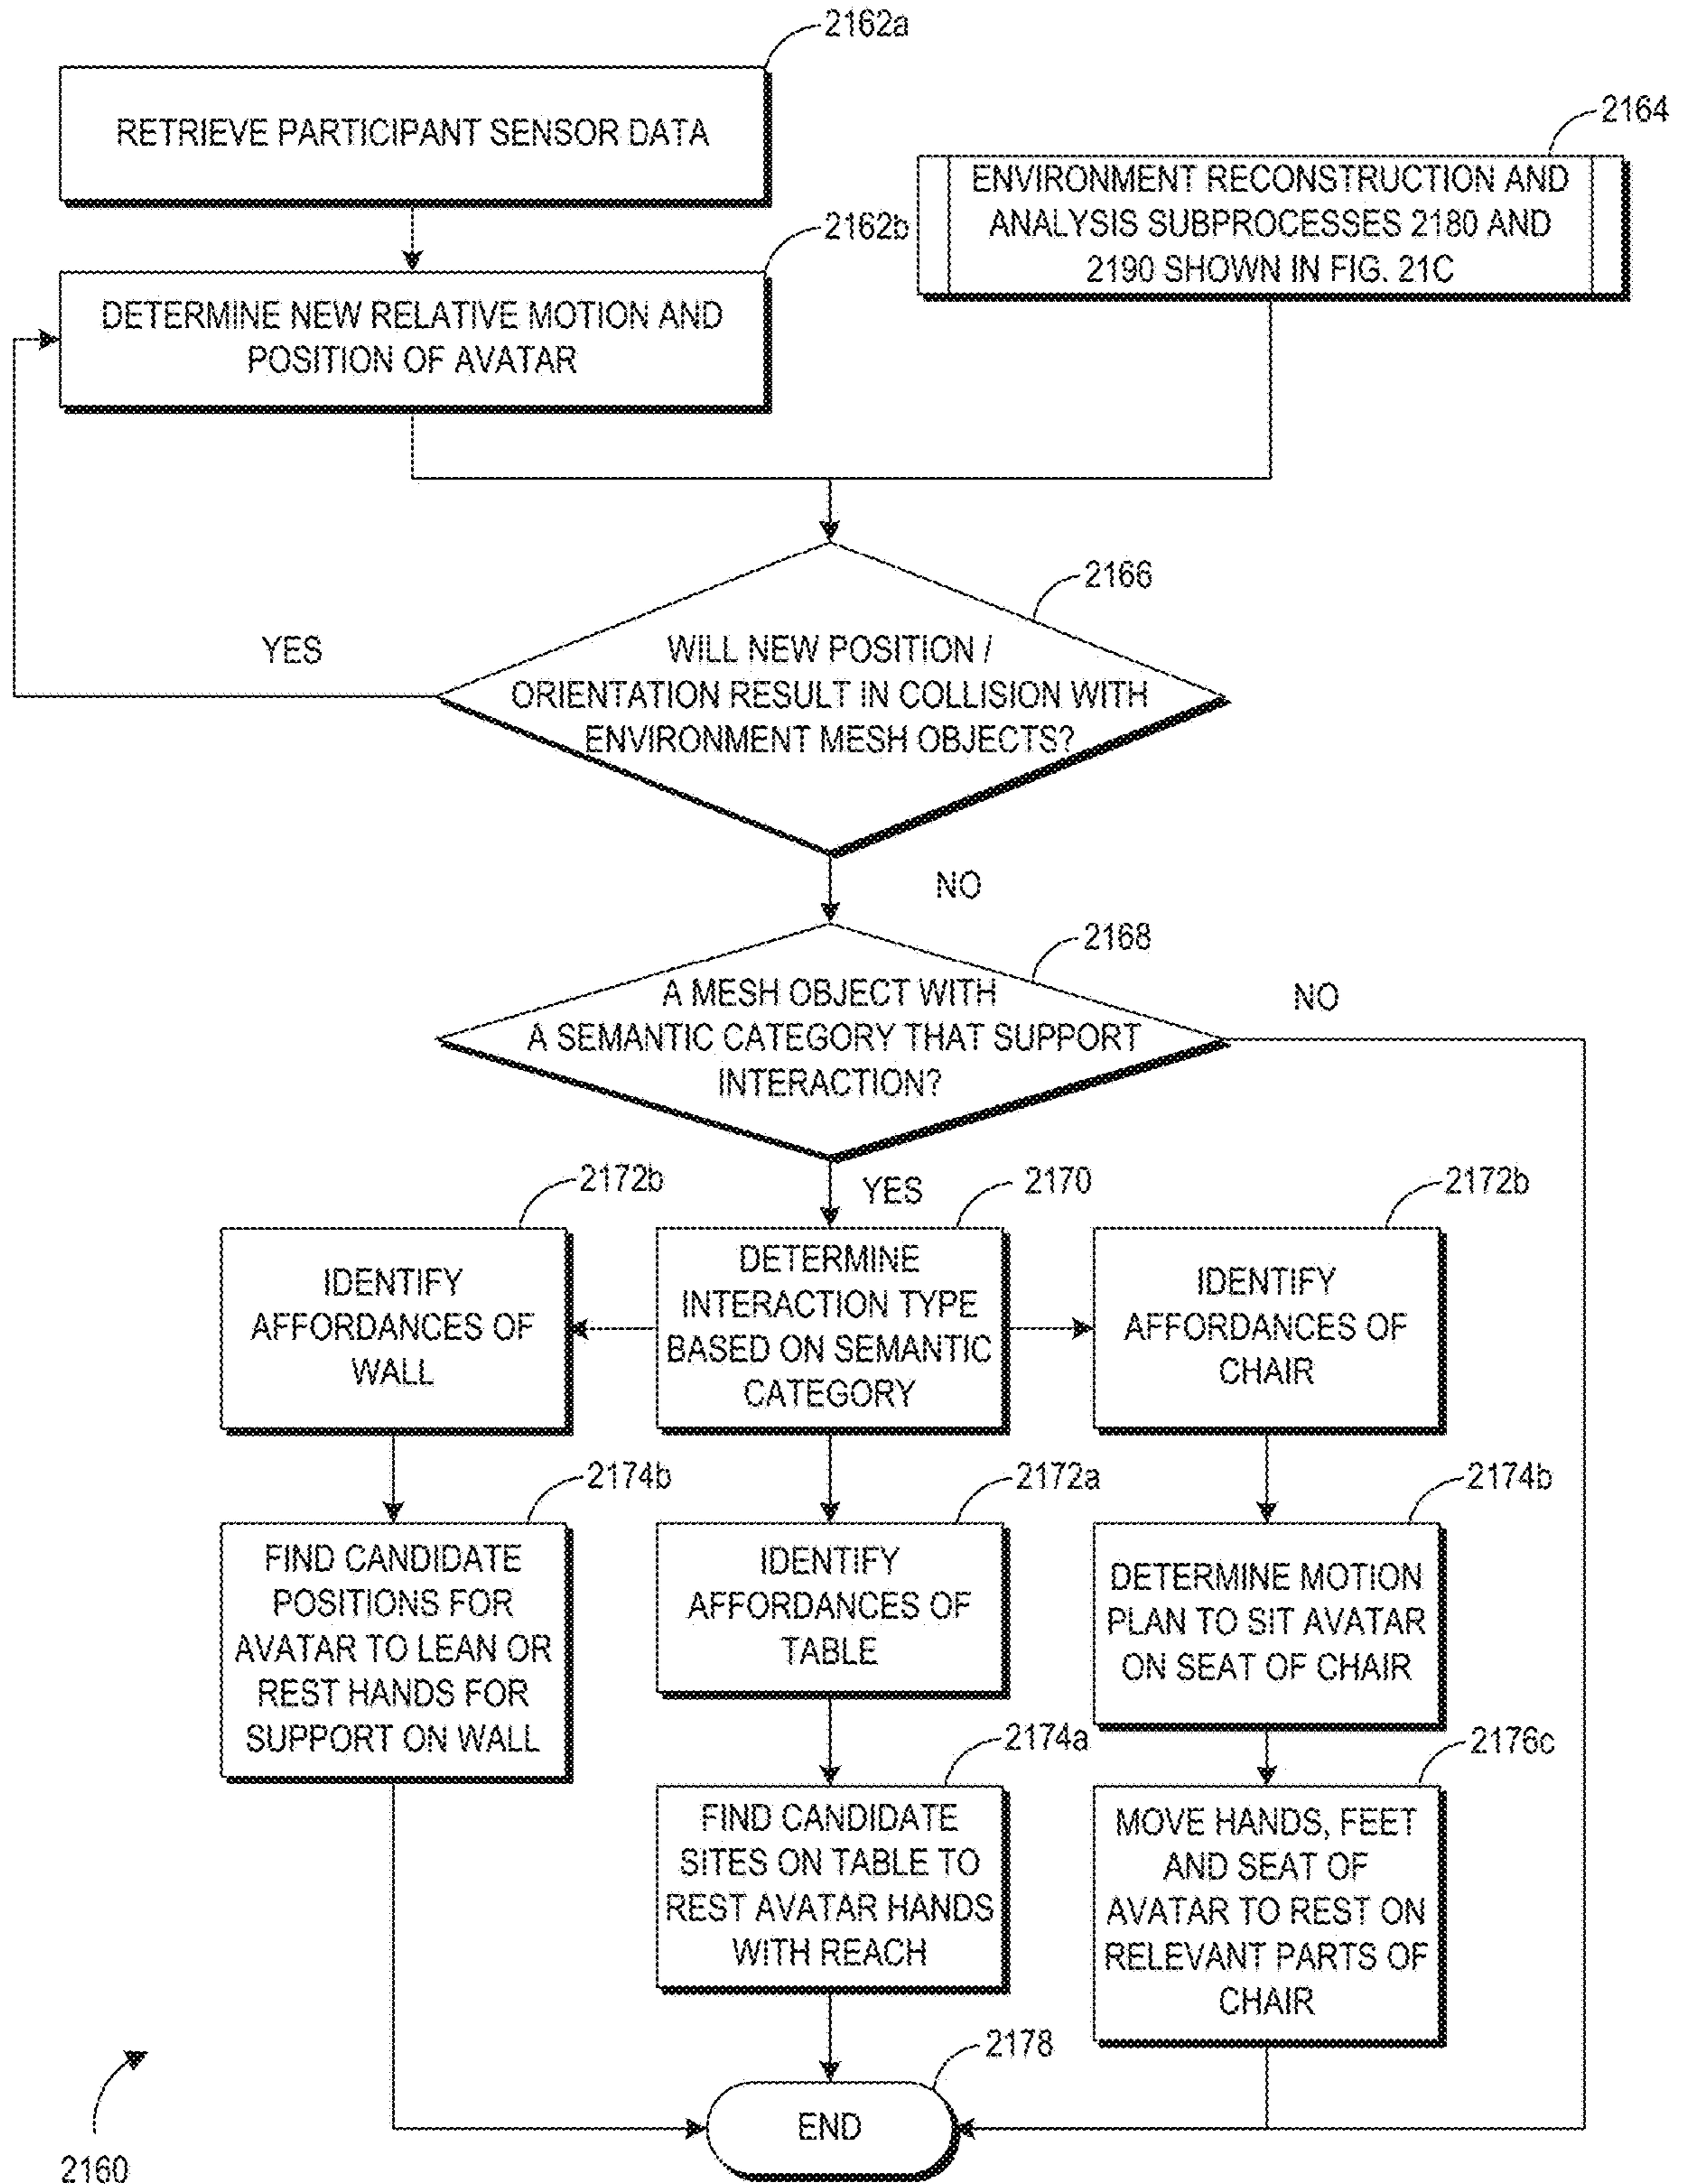 2162a
RETRIEVE PARTICIPANT SENSOR DATA
2164
ENVIRONMENT RECONSTRUCTION AND
ANALYSIS SUBPROCESSES 2180 AND
2190 SHOWN IN FIG. 21C
2162b
DETERMINE NEW RELATIVE MOTION AND
POSITION OF AVATAR
2166
YES
WILL NEW POSITION /
ORIENTATION RESULT IN COLLISION WITH
ENVIRONMENT MESH OBJECTS?
NO
2168
A MESH OBJECT WITH
A SEMANTIC CATEGORY THAT SUPPORT
INTERACTION?
NO
YES
2172b
IDENTIFY
AFFORDANCES OF
WALL
2170
DETERMINE
INTERACTION TYPE
BASED ON SEMANTIC
CATEGORY
2172b
IDENTIFY
AFFORDANCES OF
CHAIR
2174b
FIND CANDIDATE
POSITIONS FOR
AVATAR TO LEAN OR
REST HANDS FOR
SUPPORT ON WALL
2172a
IDENTIFY
AFFORDANCES OF
TABLE
2174b
DETERMINE MOTION
PLAN TO SIT AVATAR
ON SEAT OF CHAIR
2174a
FIND CANDIDATE
SITES ON TABLE TO
REST AVATAR HANDS
WITH REACH
2176c
MOVE HANDS, FEET
AND SEAT OF
AVATAR TO REST ON
RELEVANT PARTS OF
CHAIR
2178
END
2160